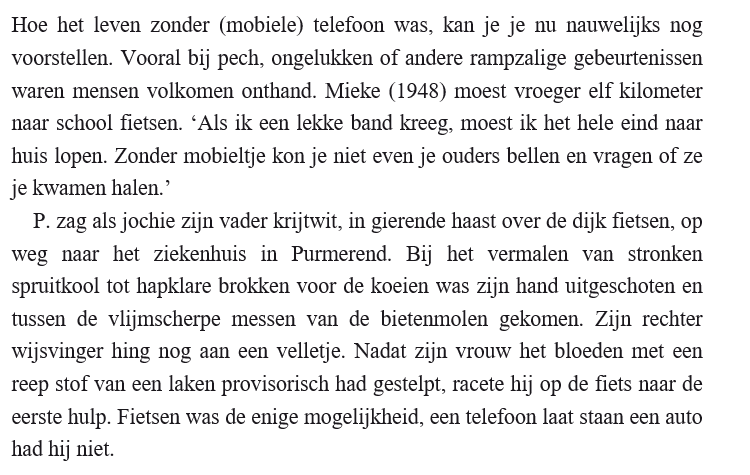 Hoe het leven zonder (mobiele) telefoon was, kan je je nu nauwelijks nog
voorstellen. Vooral bij pech, ongelukken of andere rampzalige gebeurtenissen
waren mensen volkomen onthand. Mieke (1948) moest vroeger elf kilometer
naar school fietsen. ‘Als ik een lekke band kreeg, moest ik het hele eind naar
huis lopen. Zonder mobieltje kon je niet even je ouders bellen en vragen of ze
je kwamen halen.’
P. zag als jochie zijn vader krijtwit, in gierende haast over de dijk fietsen, op
weg naar het ziekenhuis in Purmerend. Bij het vermalen van stronken
spruitkool tot hapklare brokken voor de koeien was zijn hand uitgeschoten en
tussen de vlijmscherpe messen van de bietenmolen gekomen. Zijn rechter
wijsvinger hing nog aan een velletje. Nadat zijn vrouw het bloeden met een
reep stof van een laken provisorisch had gestelpt, racete hij op de fiets naar de
eerste hulp. Fietsen was de enige mogelijkheid, een telefoon laat staan een auto
had hij niet.